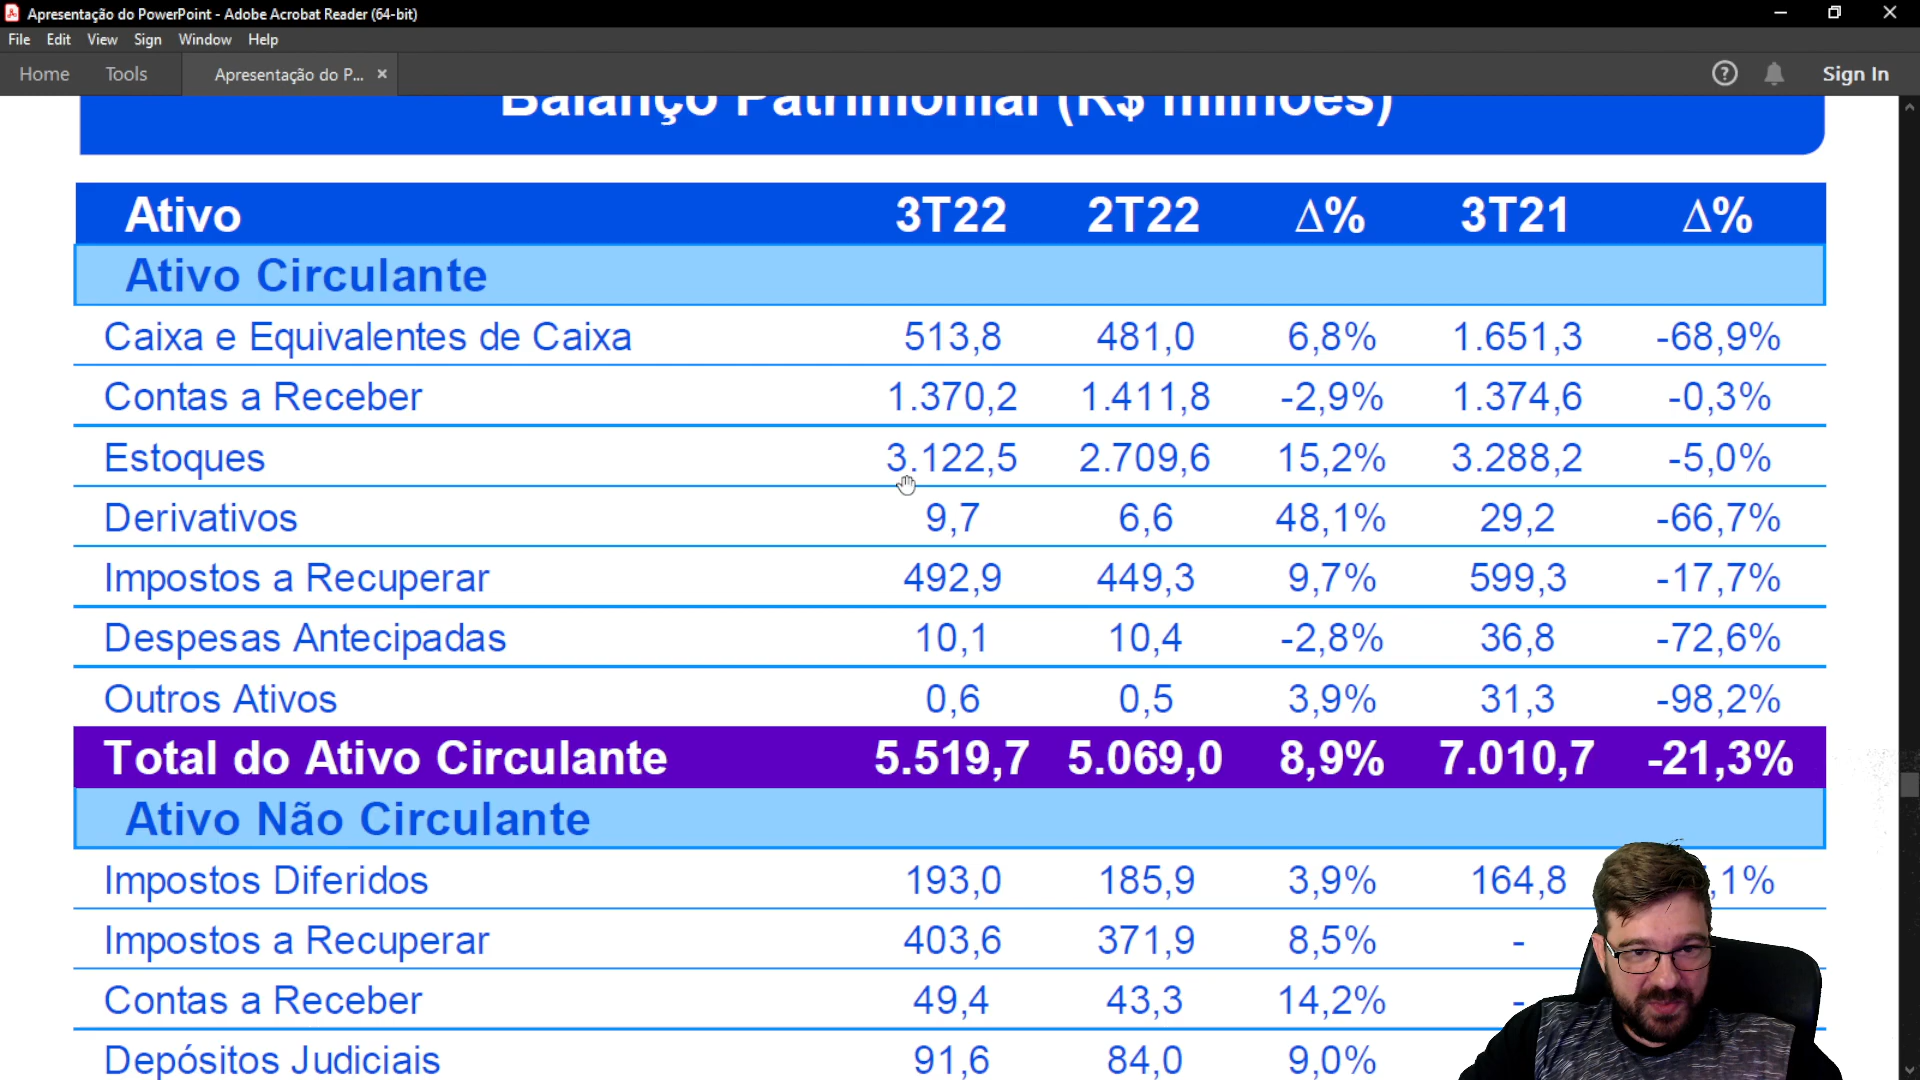 Apresentação do PowerPoint - Adobe Acrobat Reader (64-bit)
File Edit View Sign Window Help
Home Tools Apresentação do P... Sign In
Balanço Patrimonial (R$ milhões)
Ativo 3T22 2T22 Δ% 3T21 Δ%
Ativo Circulante
Caixa e Equivalentes de Caixa 513,8 481,0 6,8% 1.651,3 -68,9%
Contas a Receber 1.370,2 1.411,8 -2,9% 1.374,6 -0,3%
Estoques 3.122,5 2.709,6 15,2% 3.288,2 -5,0%
Derivativos 9,7 6,6 48,1% 29,2 -66,7%
Impostos a Recuperar 492,9 449,3 9,7% 599,3 -17,7%
Despesas Antecipadas 10,1 10,4 -2,8% 36,8 -72,6%
Outros Ativos 0,6 0,5 3,9% 31,3 -98,2%
Total do Ativo Circulante 5.519,7 5.069,0 8,9% 7.010,7 -21,3%
Ativo Não Circulante
Impostos Diferidos 193,0 185,9 3,9% 164,8 ,1%
Impostos a Recuperar 403,6 371,9 8,5% -
Contas a Receber 49,4 43,3 14,2% -
Depósitos Judiciais 91,6 84,0 9,0%